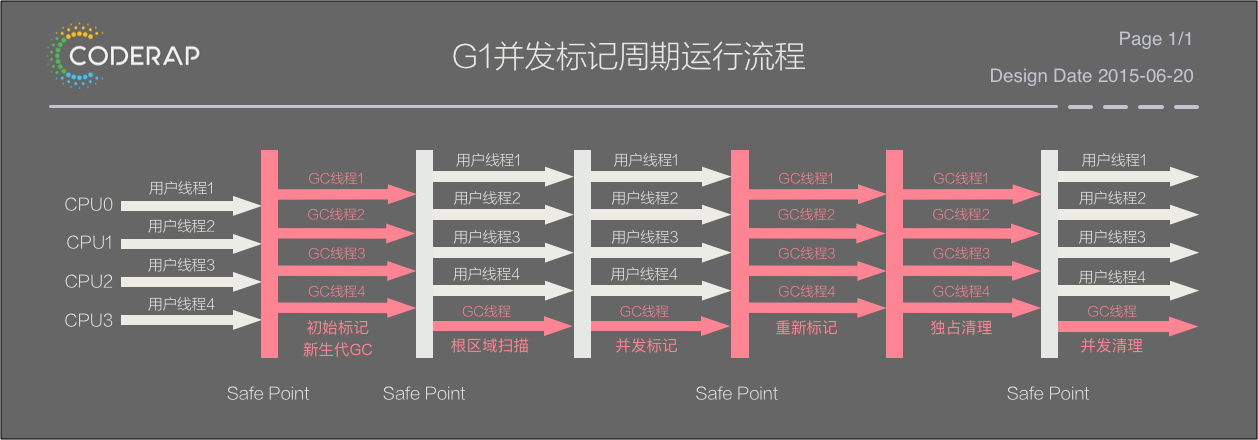 CODERAP
G1并发标记周期运行流程
Page 1/1
Design Date 2015-06-20
CPU0
CPU1
CPU2
CPU3
用户线程1
用户线程2
用户线程3
用户线程4
GC线程1
GC线程2
GC线程3
GC线程4
初始标记
新生代GC
用户线程1
用户线程2
用户线程3
用户线程4
GC线程
根区域扫描
用户线程1
用户线程2
用户线程3
用户线程4
GC线程
并发标记
GC线程1
GC线程2
GC线程3
GC线程4
重新标记
GC线程1
GC线程2
GC线程3
GC线程4
独占清理
用户线程1
用户线程2
用户线程3
用户线程4
GC线程
并发清理
Safe Point
Safe Point
Safe Point
Safe Point